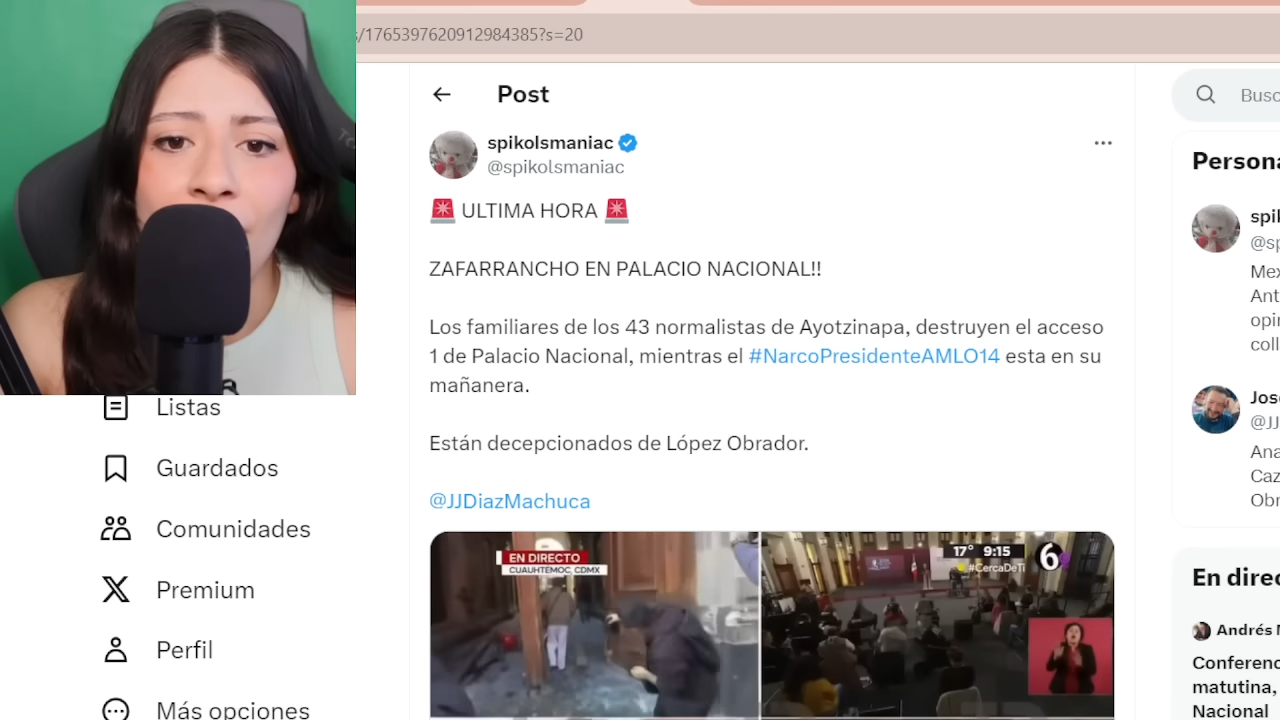 /1765397620912984385?s=20
Post
Busc
spikolsmaniac
@spikolsmaniac
🚨 ULTIMA HORA 🚨
ZAFARRANCHO EN PALACIO NACIONAL!!
Los familiares de los 43 normalistas de Ayotzinapa, destruyen el acceso
1 de Palacio Nacional, mientras el #NarcoPresidenteAMLO14 esta en su
mañanera.
Están decepcionados de López Obrador.
@JJDiazMachuca
EN DIRECTO
CUAUHTEMOC, CDMX
17° 9:15
#CercaDeTi
6
Listas
Guardados
Comunidades
Premium
Perfil
Más opciones
Persona
spik
@sp
Mex
Ant
opin
coll
José
@JJ
Ana
Caz
Obr
En direc
Andrés M
Conferenc
matutina,
Nacional